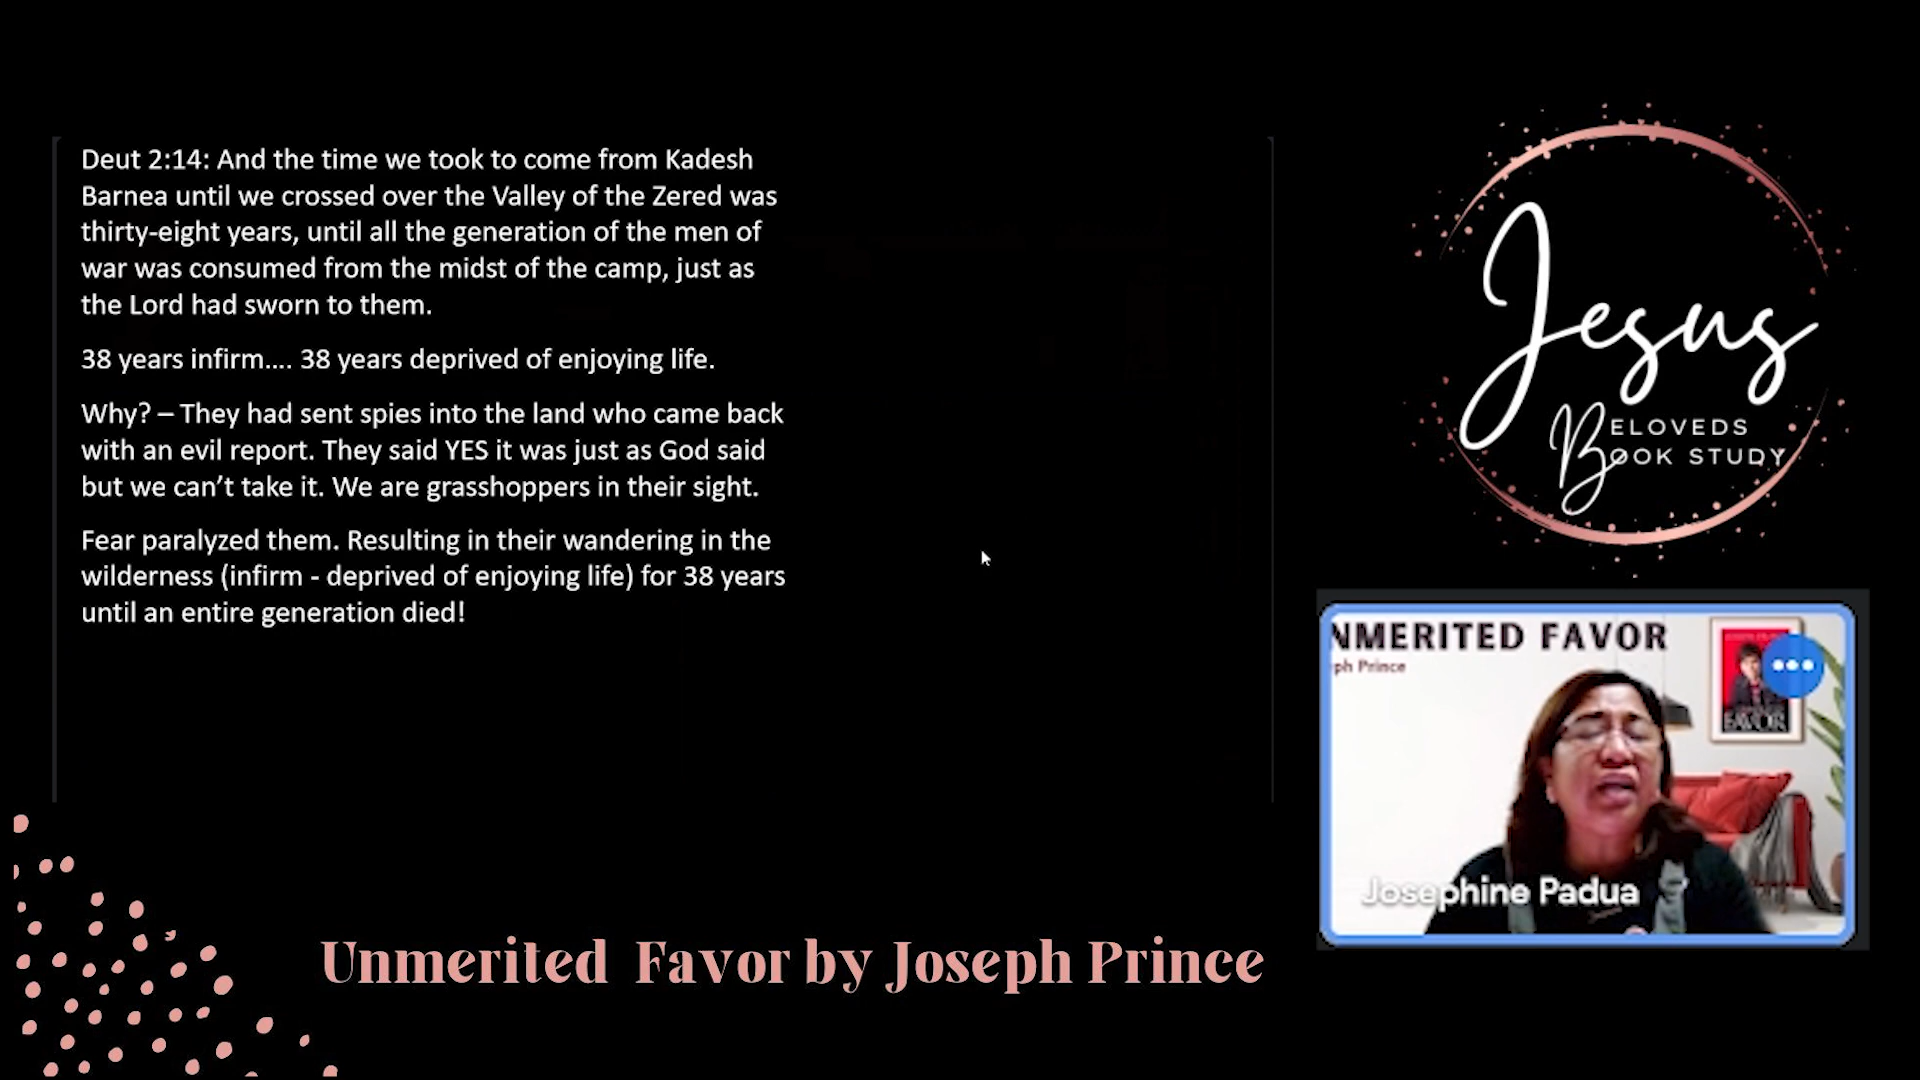 Deut 2:14: And the time we took to come from Kadesh
Barnea until we crossed over the Valley of the Zered was
thirty-eight years, until all the generation of the men of
war was consumed from the midst of the camp, just as
the Lord had sworn to them.
38 years infirm.... 38 years deprived of enjoying life.
Why? – They had sent spies into the land who came back
with an evil report. They said YES it was just as God said
but we can’t take it. We are grasshoppers in their sight.
Fear paralyzed them. Resulting in their wandering in the
wilderness (infirm - deprived of enjoying life) for 38 years
until an entire generation died!
Jesus
BELOVEDS
BOOK STUDY
NMERITED FAVOR
ph Prince
FAVOR
Josephine Padua
Unmerited Favor by Joseph Prince